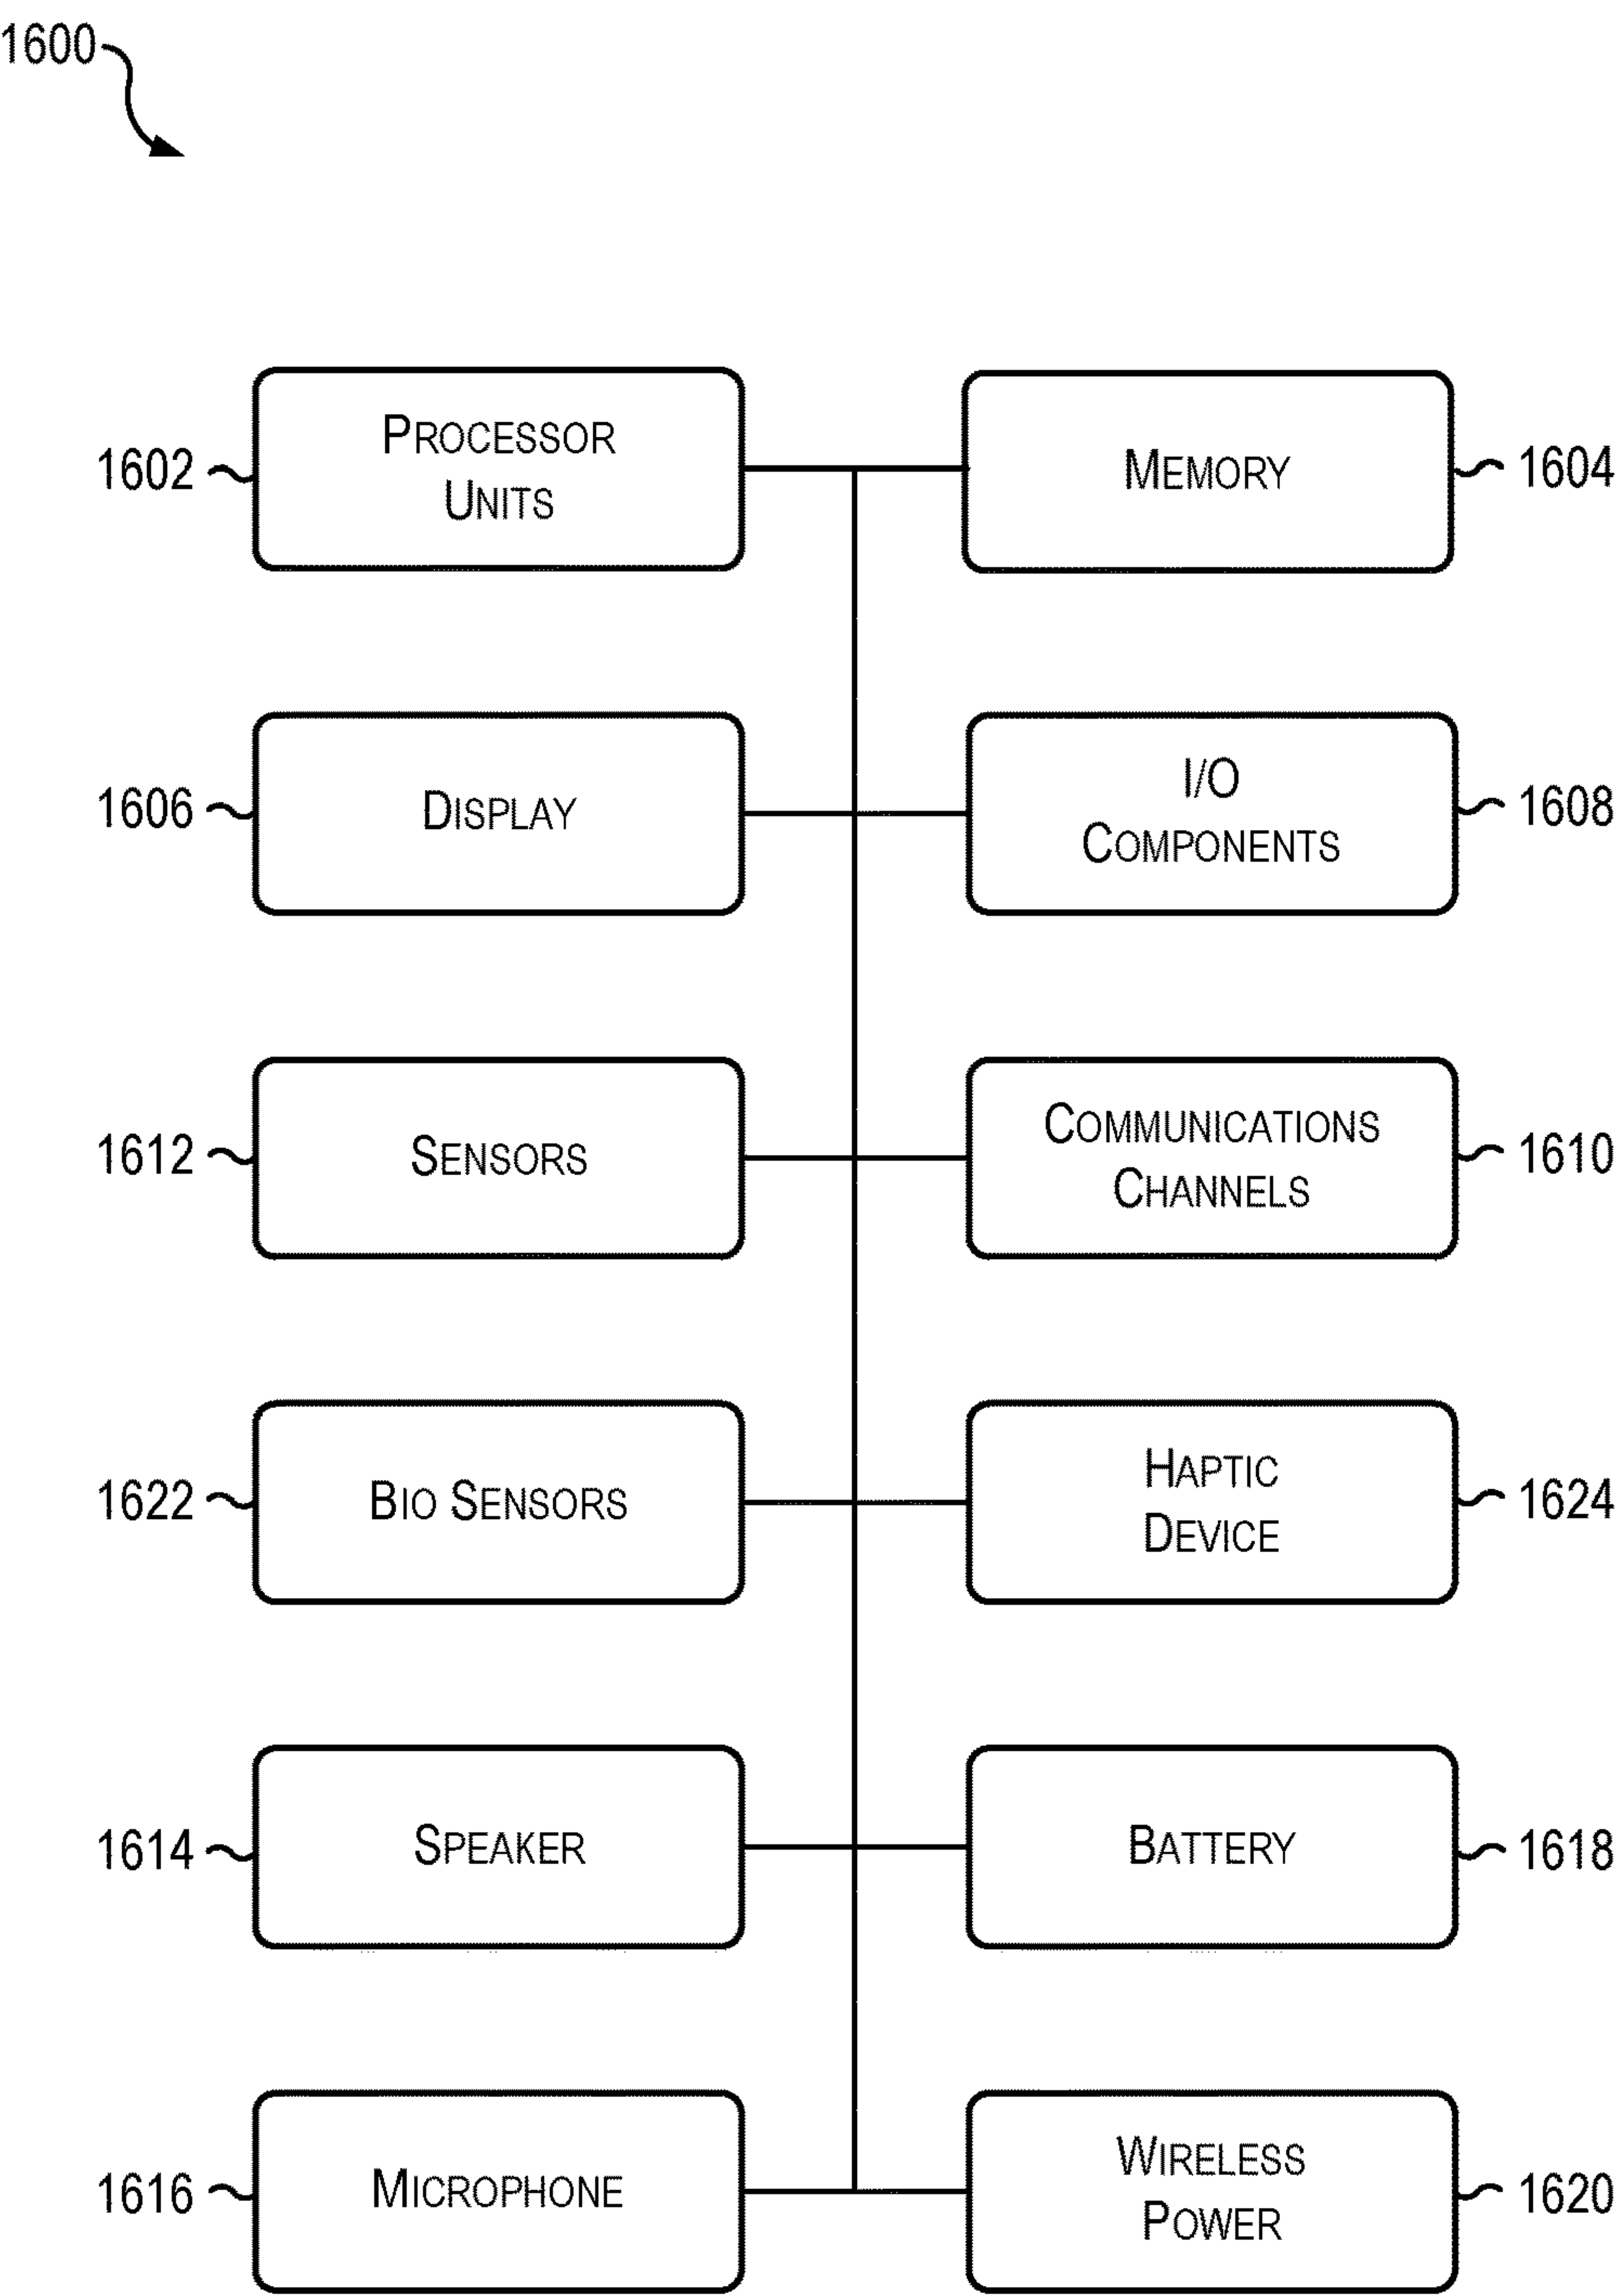 1600
1602
PROCESSOR
UNITS
MEMORY
1604
1606
DISPLAY
I/O
COMPONENTS
1608
1612
SENSORS
COMMUNICATIONS
CHANNELS
1610
1622
BIO SENSORS
HAPTIC
DEVICE
1624
1614
SPEAKER
BATTERY
1618
1616
MICROPHONE
WIRELESS
POWER
1620